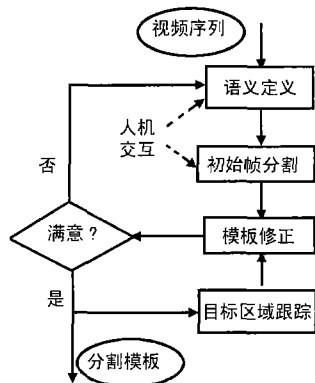 视频序列
语义定义
人机
交互
初始帧分割
否
满意？
模板修正
是
目标区域跟踪
分割模板